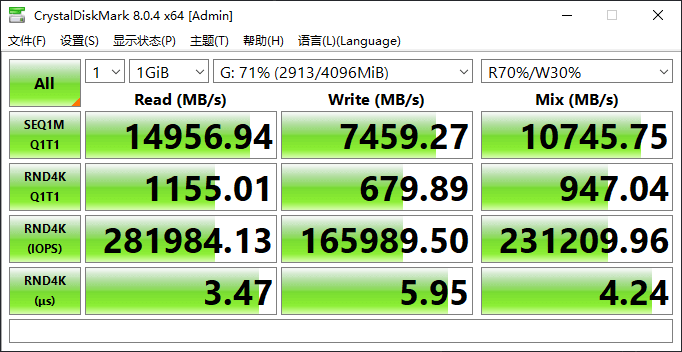 CrystalDiskMark 8.0.4 x64 [Admin]
文件(F) 设置(S) 显示状态(P) 主题(T) 帮助(H) 语言(L)(Language)
All 1 1GiB G: 71% (2913/4096MiB) R70%/W30%
Read (MB/s) Write (MB/s) Mix (MB/s)
SEQ1M
Q1T1 14956.94 7459.27 10745.75
RND4K
Q1T1 1155.01 679.89 947.04
RND4K
(IOPS) 281984.13 165989.50 231209.96
RND4K
(μs) 3.47 5.95 4.24